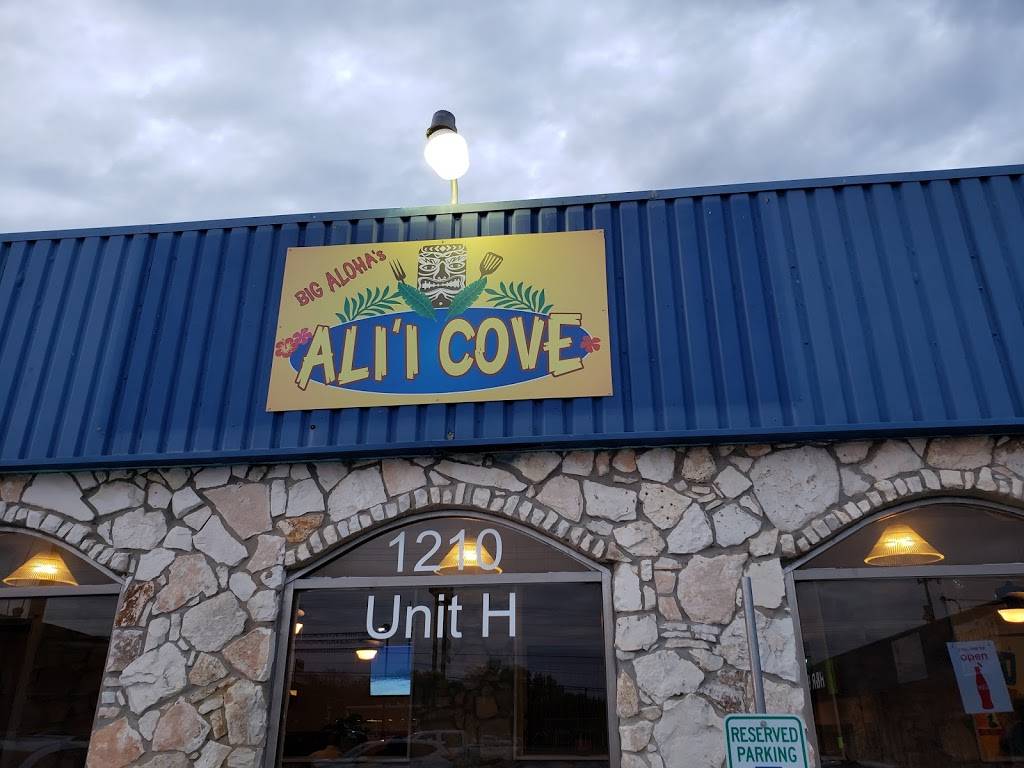 BIG ALOHA's
ALI'I COVE
1210
Unit H
open
RESERVED
PARKING